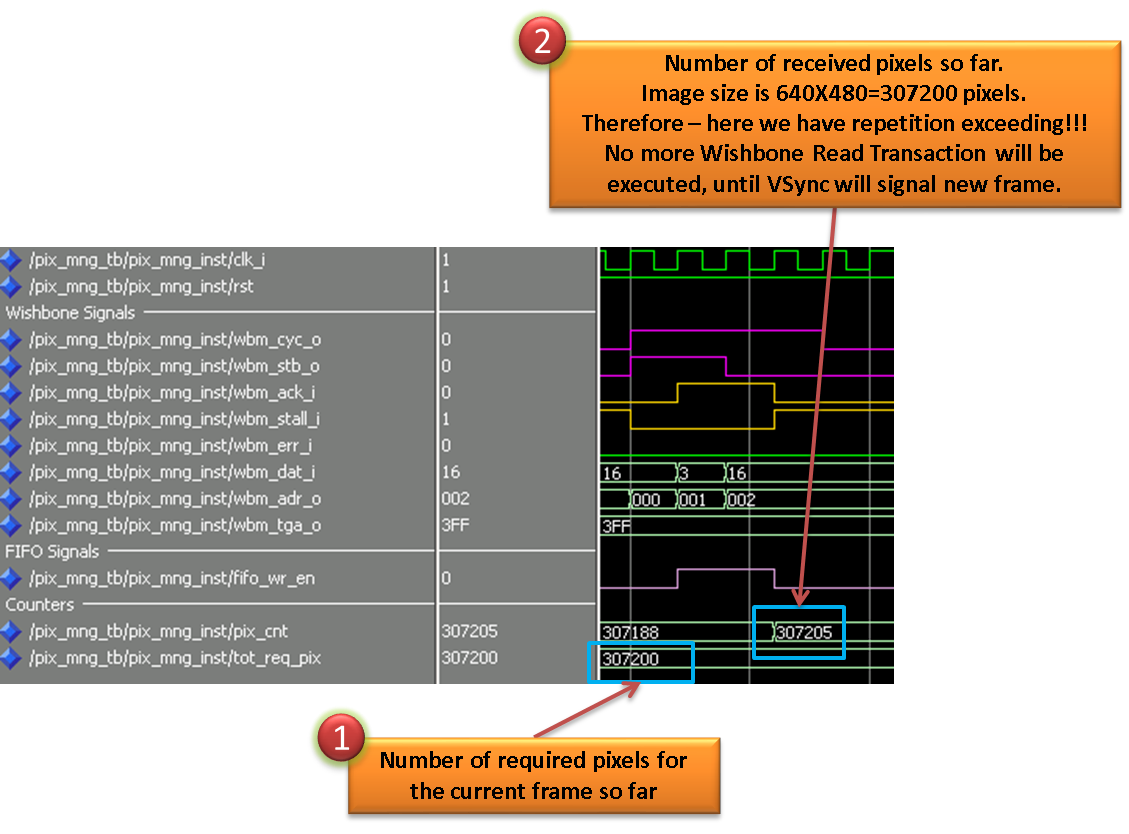 2
Number of received pixels so far.
Image size is 640X480=307200 pixels.
Therefore – here we have repetition exceeding!!!
No more Wishbone Read Transaction will be
executed, until VSync will signal new frame.
/pix_mng_tb/pix_mng_inst/clk_i 1
/pix_mng_tb/pix_mng_inst/rst 1
Wishbone Signals
/pix_mng_tb/pix_mng_inst/wbm_cyc_o 0
/pix_mng_tb/pix_mng_inst/wbm_stb_o 0
/pix_mng_tb/pix_mng_inst/wbm_ack_i 0
/pix_mng_tb/pix_mng_inst/wbm_stall_i 1
/pix_mng_tb/pix_mng_inst/wbm_err_i 0
/pix_mng_tb/pix_mng_inst/wbm_dat_i 16 16 3 16
/pix_mng_tb/pix_mng_inst/wbm_adr_o 002 000 001 002
/pix_mng_tb/pix_mng_inst/wbm_tga_o 3FF 3FF
FIFO Signals
/pix_mng_tb/pix_mng_inst/fifo_wr_en 0
Counters
/pix_mng_tb/pix_mng_inst/pix_cnt 307205 307188 307205
/pix_mng_tb/pix_mng_inst/tot_req_pix 307200 307200
1
Number of required pixels for
the current frame so far